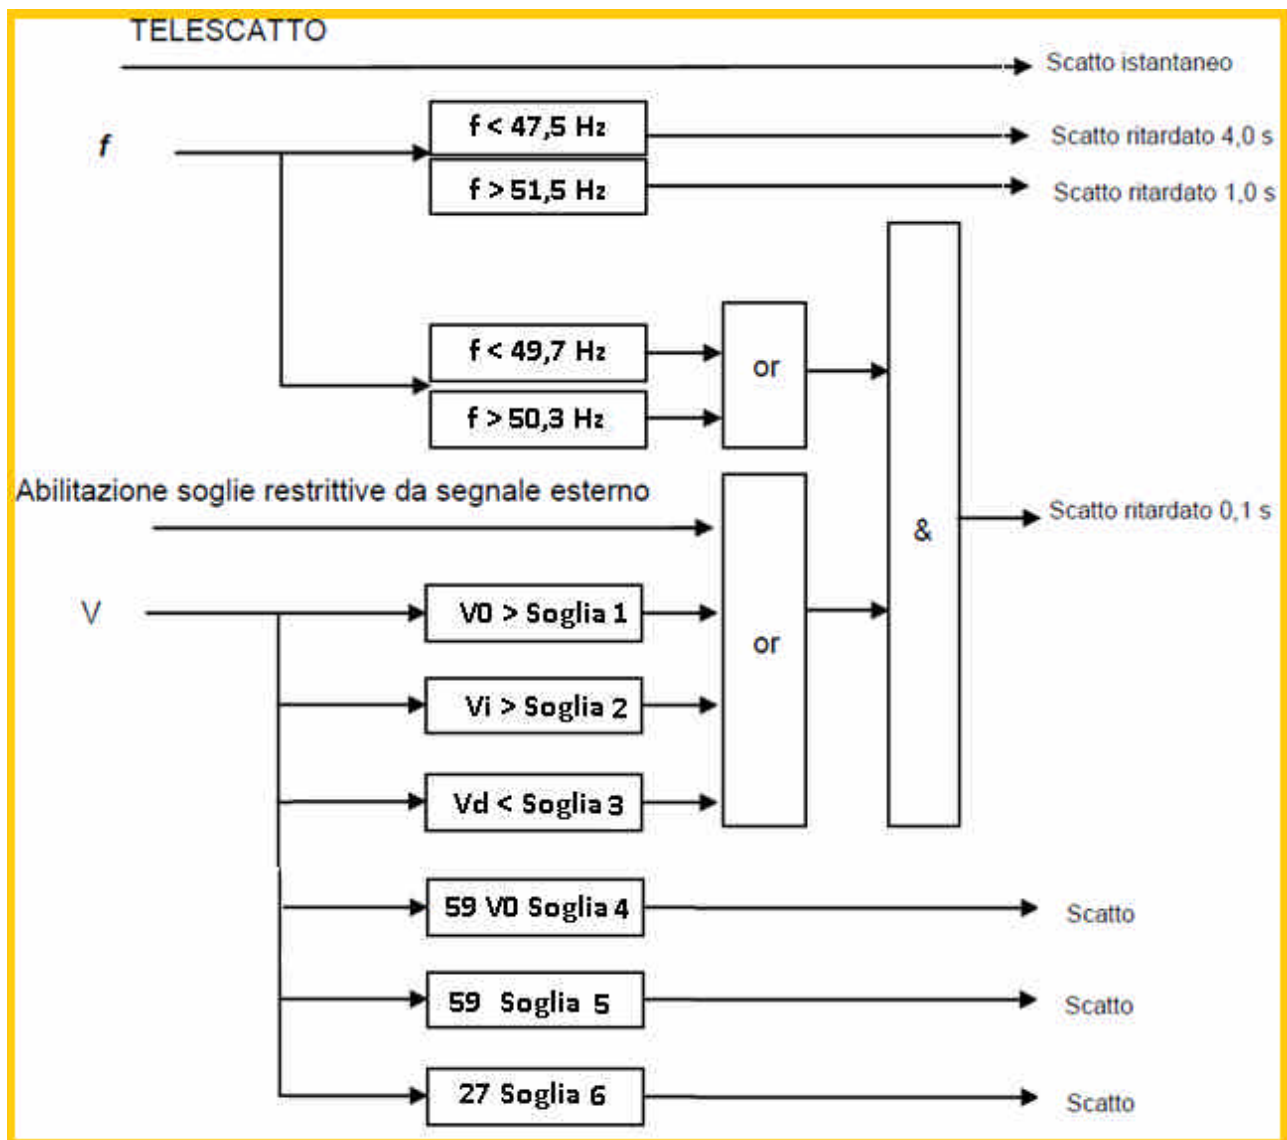 TELESCATTO
Scatto istantaneo
f
f < 47,5 Hz
Scatto ritardato 4,0 s
f > 51,5 Hz
Scatto ritardato 1,0 s
f < 49,7 Hz
or
f > 50,3 Hz
Abilitazione soglie restrittive da segnale esterno
&
Scatto ritardato 0,1 s
V
V0 > Soglia 1
or
Vi > Soglia 2
Vd < Soglia 3
59 V0 Soglia 4
Scatto
59 Soglia 5
Scatto
27 Soglia 6
Scatto